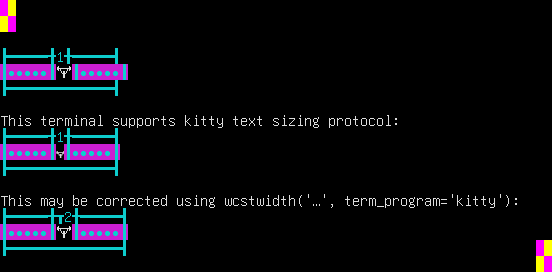 1
This terminal supports kitty text sizing protocol:
1
This may be corrected using wcstwidth('…', term_program='kitty'):
2